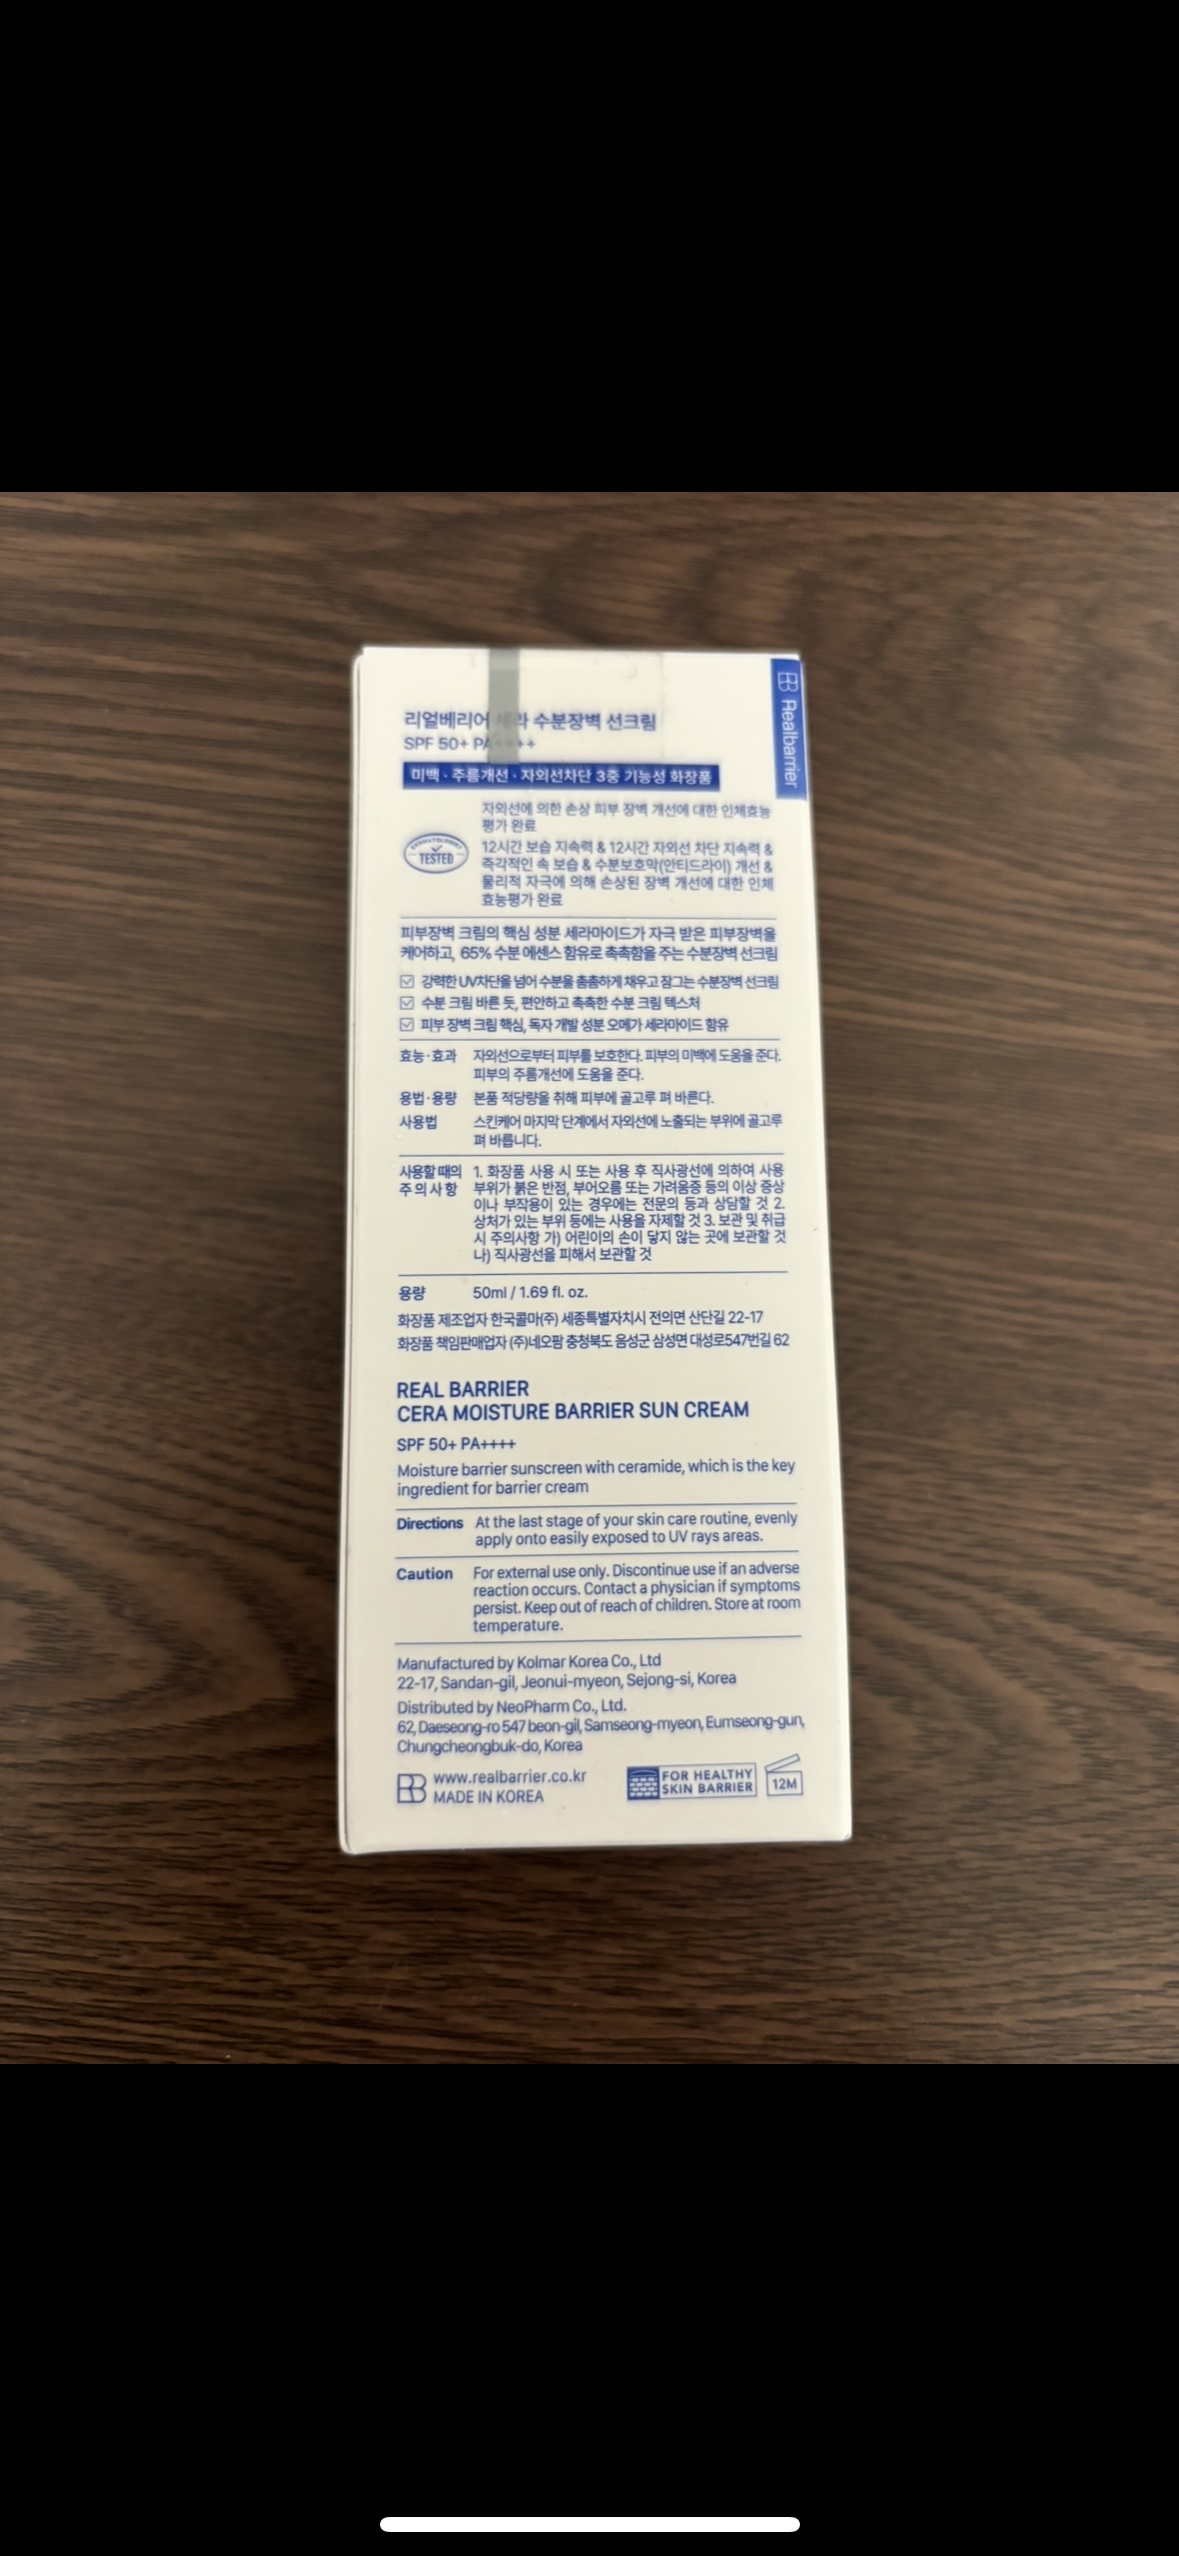 Realbarrier
리얼베리어 세라 수분장벽 선크림
SPF 50+ PA++++
미백 · 주름개선 · 자외선차단 3중 기능성 화장품
자외선에 의한 손상 피부 장벽 개선에 대한 인체효능
평가 완료
DERMATOLOGIST
TESTED
12시간 보습 지속력 & 12시간 자외선 차단 지속력 &
즉각적인 속 보습 & 수분보호막(안티드라이) 개선 &
물리적 자극에 의해 손상된 장벽 개선에 대한 인체
효능평가 완료
피부장벽 크림의 핵심 성분 세라마이드가 자극 받은 피부장벽을
케어하고, 65% 수분 에센스 함유로 촉촉함을 주는 수분장벽 선크림
강력한 UV차단을 넘어 수분을 촘촘하게 채우고 잠그는 수분장벽 선크림
수분 크림 바른 듯, 편안하고 촉촉한 수분 크림 텍스처
피부 장벽 크림 핵심, 독자 개발 성분 오메가 세라마이드 함유
효능·효과 자외선으로부터 피부를 보호한다. 피부의 미백에 도움을 준다.
피부의 주름개선에 도움을 준다.
용법·용량 본품 적당량을 취해 피부에 골고루 펴 바른다.
사용법 스킨케어 마지막 단계에서 자외선에 노출되는 부위에 골고루
펴 바릅니다.
사용할 때의 1. 화장품 사용 시 또는 사용 후 직사광선에 의하여 사용
주의사항 부위가 붉은 반점, 부어오름 또는 가려움증 등의 이상 증상
이나 부작용이 있는 경우에는 전문의 등과 상담할 것 2.
상처가 있는 부위 등에는 사용을 자제할 것 3. 보관 및 취급
시 주의사항 가) 어린이의 손이 닿지 않는 곳에 보관할 것
나) 직사광선을 피해서 보관할 것
용량 50ml / 1.69 fl. oz.
화장품 제조업자 한국콜마(주) 세종특별자치시 전의면 산단길 22-17
화장품 책임판매업자 (주)네오팜 충청북도 음성군 삼성면 대성로547번길 62
REAL BARRIER
CERA MOISTURE BARRIER SUN CREAM
SPF 50+ PA++++
Moisture barrier sunscreen with ceramide, which is the key
ingredient for barrier cream
Directions At the last stage of your skin care routine, evenly
apply onto easily exposed to UV rays areas.
Caution For external use only. Discontinue use if an adverse
reaction occurs. Contact a physician if symptoms
persist. Keep out of reach of children. Store at room
temperature.
Manufactured by Kolmar Korea Co., Ltd
22-17, Sandan-gil, Jeonui-myeon, Sejong-si, Korea
Distributed by NeoPharm Co., Ltd.
62, Daeseong-ro 547 beon-gil, Samseong-myeon, Eumseong-gun,
Chungcheongbuk-do, Korea
www.realbarrier.co.kr
MADE IN KOREA
FOR HEALTHY
SKIN BARRIER
12M